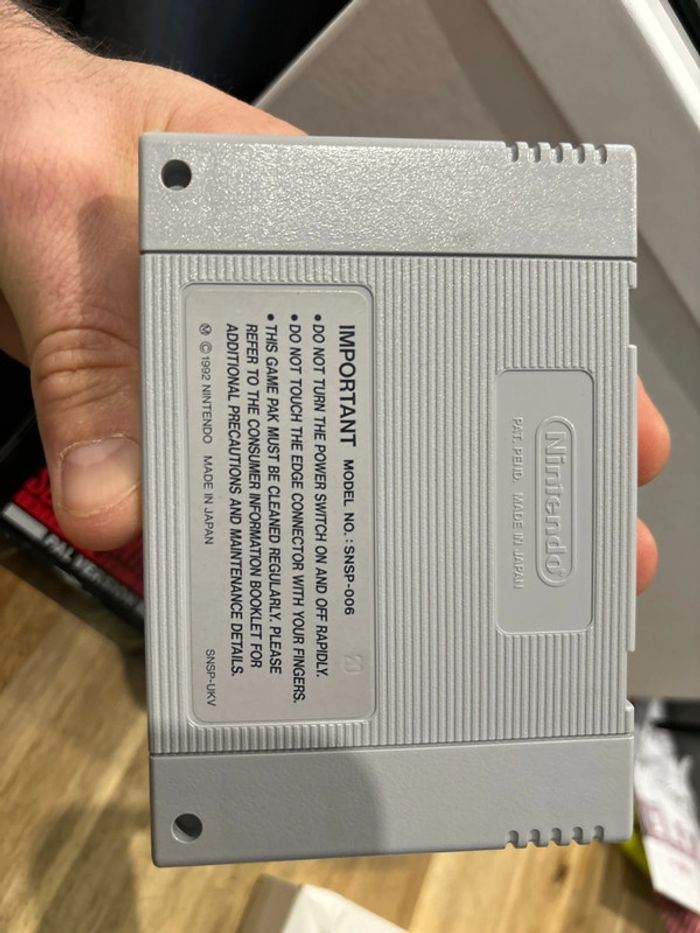 IMPORTANT MODEL NO.: SNSP-006
• DO NOT TURN THE POWER SWITCH ON AND OFF RAPIDLY.
• DO NOT TOUCH THE EDGE CONNECTOR WITH YOUR FINGERS.
• THIS GAME PAK MUST BE CLEANED REGULARLY. PLEASE
REFER TO THE CONSUMER INFORMATION BOOKLET FOR
ADDITIONAL PRECAUTIONS AND MAINTENANCE DETAILS.
Ⓜ © 1992 NINTENDO MADE IN JAPAN SNSP-UKV
Nintendo®
PAT. PEND. MADE IN JAPAN
PAL VERSION